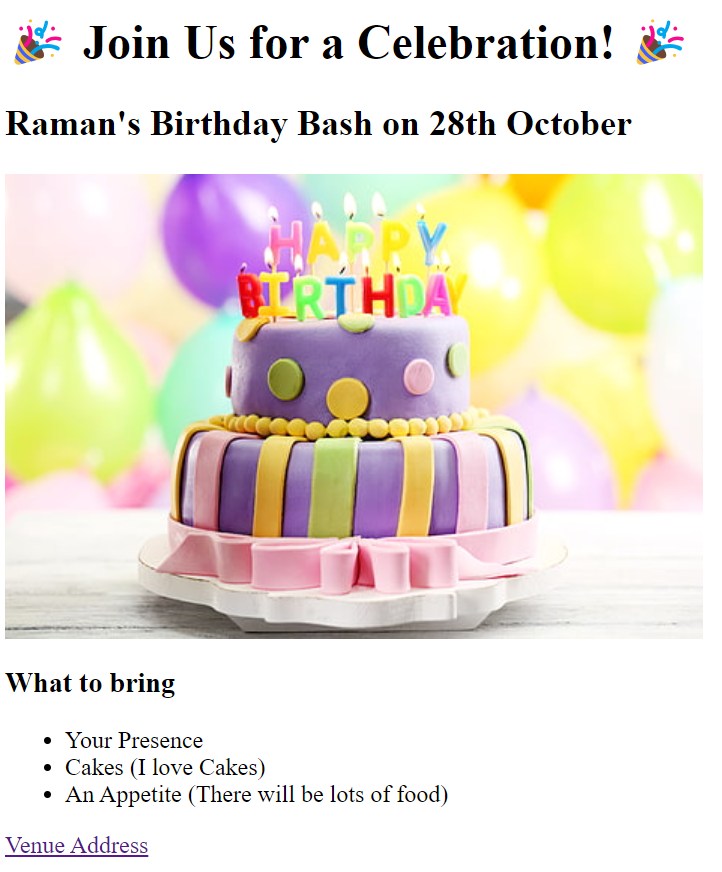 🎉 Join Us for a Celebration! 🎉
Raman's Birthday Bash on 28th October
HAPPY
BIRTHDAY
What to bring
• Your Presence
• Cakes (I love Cakes)
• An Appetite (There will be lots of food)
Venue Address